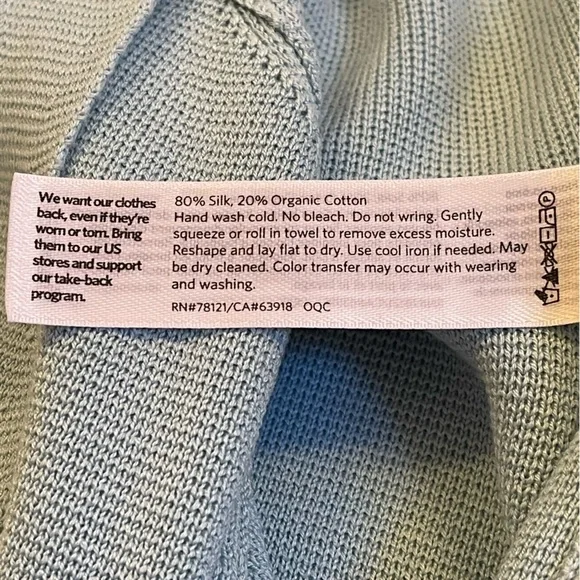 We want our clothes
back, even if they're
worn or torn. Bring
them to our US
stores and support
our take-back
program.
80% Silk, 20% Organic Cotton
Hand wash cold. No bleach. Do not wring. Gently
squeeze or roll in towel to remove excess moisture.
Reshape and lay flat to dry. Use cool iron if needed. May
be dry cleaned. Color transfer may occur with wearing
and washing.
RN#78121/CA#63918 OQC